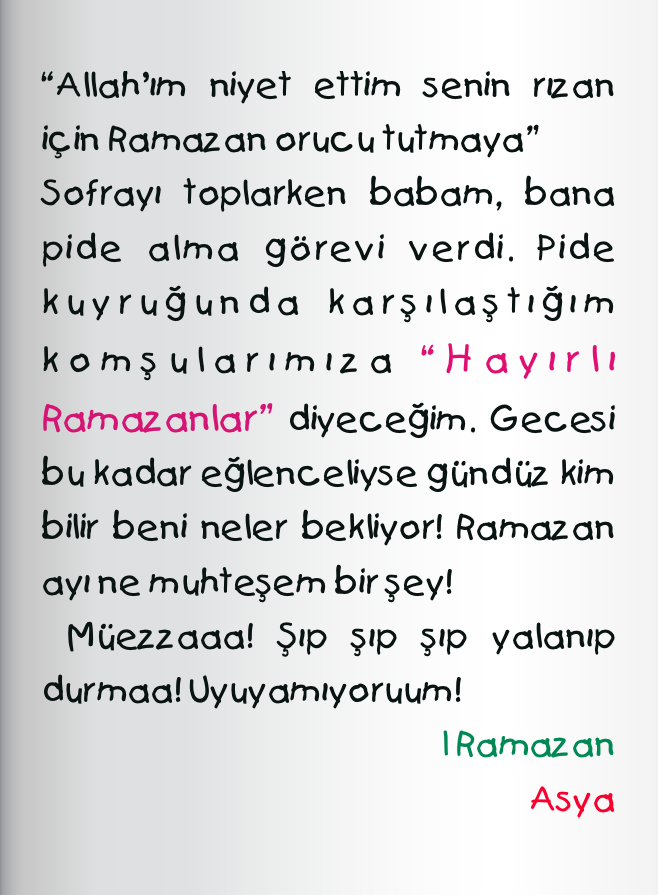 “Allah’ım niyet ettim senin rızan
için Ramazan orucu tutmaya”
Sofrayı toplarken babam, bana
pide alma görevi verdi. Pide
kuyruğunda karşılaştığım
komşularımıza “Hayırlı
Ramazanlar” diyeceğim. Gecesi
bu kadar eğlenceliyse gündüz kim
bilir beni neler bekliyor! Ramazan
ayı ne muhteşem bir şey!
Müezzaaa! Şıp şıp şıp yalanıp
durmaa! Uyuyamıyoruum!
1 Ramazan
Asya